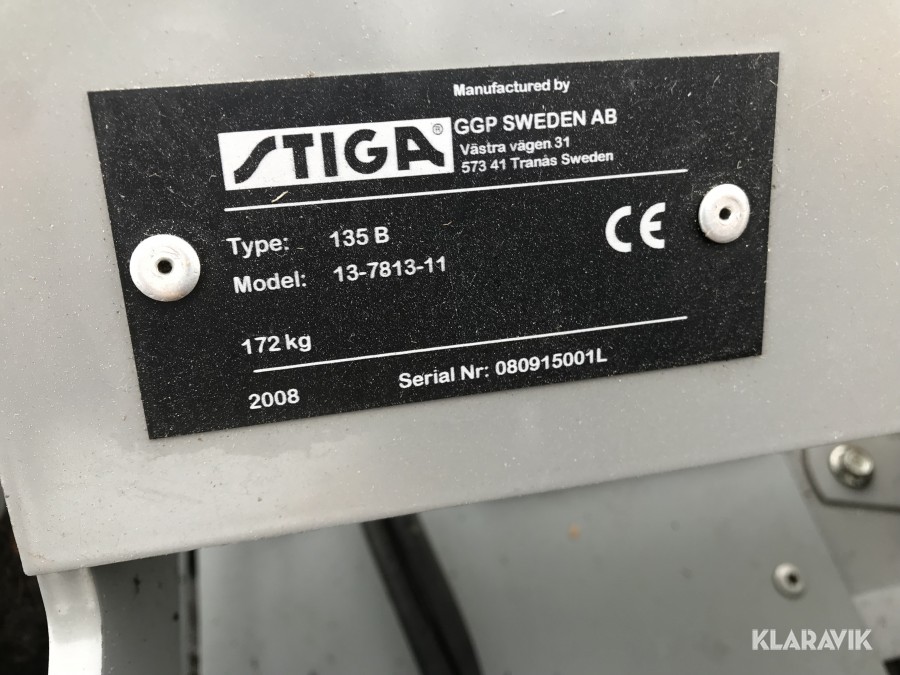 Manufactured by
STIGA® GGP SWEDEN AB
Västra vägen 31
573 41 Tranås Sweden
Type: 135 B
Model: 13-7813-11
CE
172 kg
2008 Serial Nr: 080915001L
KLARAVIK